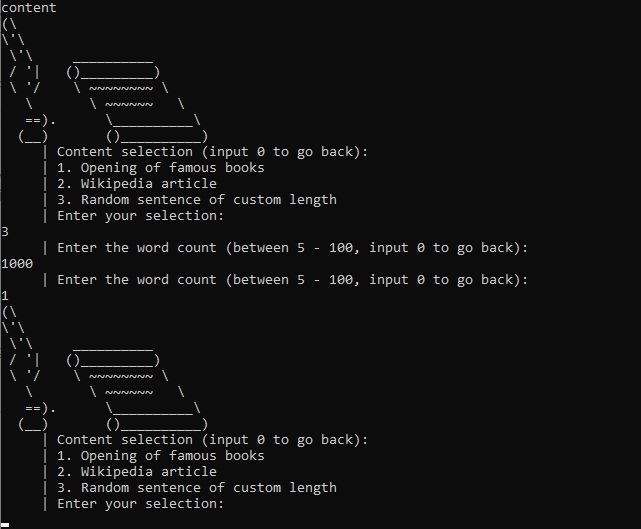 content
(\
\'\
 \'\     __________
 / '|   ()_________)
 \ '/    \ ~~~~~~~~ \
   \       \ ~~~~~~   \
   ==).      \__________\
  (__)       ()__________)
     | Content selection (input 0 to go back):
     | 1. Opening of famous books
     | 2. Wikipedia article
     | 3. Random sentence of custom length
     | Enter your selection:
3
     | Enter the word count (between 5 - 100, input 0 to go back):
1000
     | Enter the word count (between 5 - 100, input 0 to go back):
1
(\
\'\
 \'\     __________
 / '|   ()_________)
 \ '/    \ ~~~~~~~~ \
   \       \ ~~~~~~   \
   ==).      \__________\
  (__)       ()__________)
     | Content selection (input 0 to go back):
     | 1. Opening of famous books
     | 2. Wikipedia article
     | 3. Random sentence of custom length
     | Enter your selection: